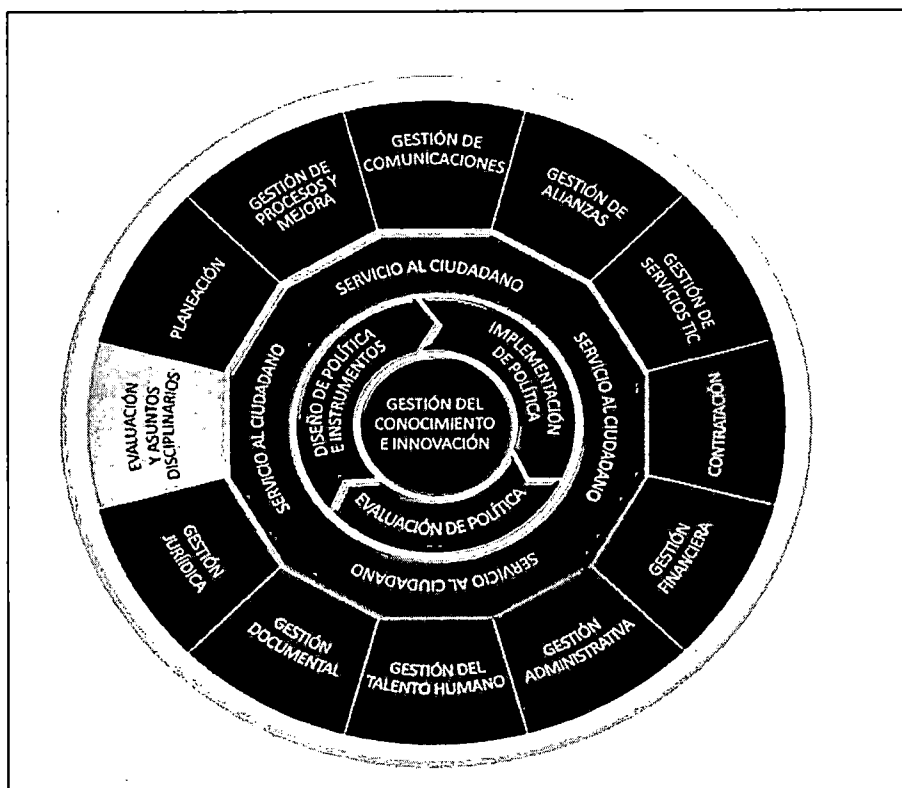 GESTIÓN DE
COMUNICACIONES
GESTIÓN DE
ALIANZAS
GESTIÓN DE
SERVICIOS TIC
CONTRATACIÓN
GESTIÓN
FINANCIERA
GESTIÓN
ADMINISTRATIVA
GESTIÓN DEL
TALENTO HUMANO
GESTIÓN
DOCUMENTAL
GESTIÓN
JURÍDICA
EVALUACIÓN
Y ASUNTOS
DISCIPLINARIOS
PLANEACIÓN
GESTIÓN DE
PROCESOS Y
MEJORA
SERVICIO AL CIUDADANO
SERVICIO AL CIUDADANO
SERVICIO AL CIUDADANO
SERVICIO AL CIUDADANO
DISEÑO DE POLÍTICA
E INSTRUMENTOS
IMPLEMENTACIÓN
DE POLÍTICA
EVALUACIÓN DE POLÍTICA
GESTIÓN DEL
CONOCIMIENTO
E INNOVACIÓN